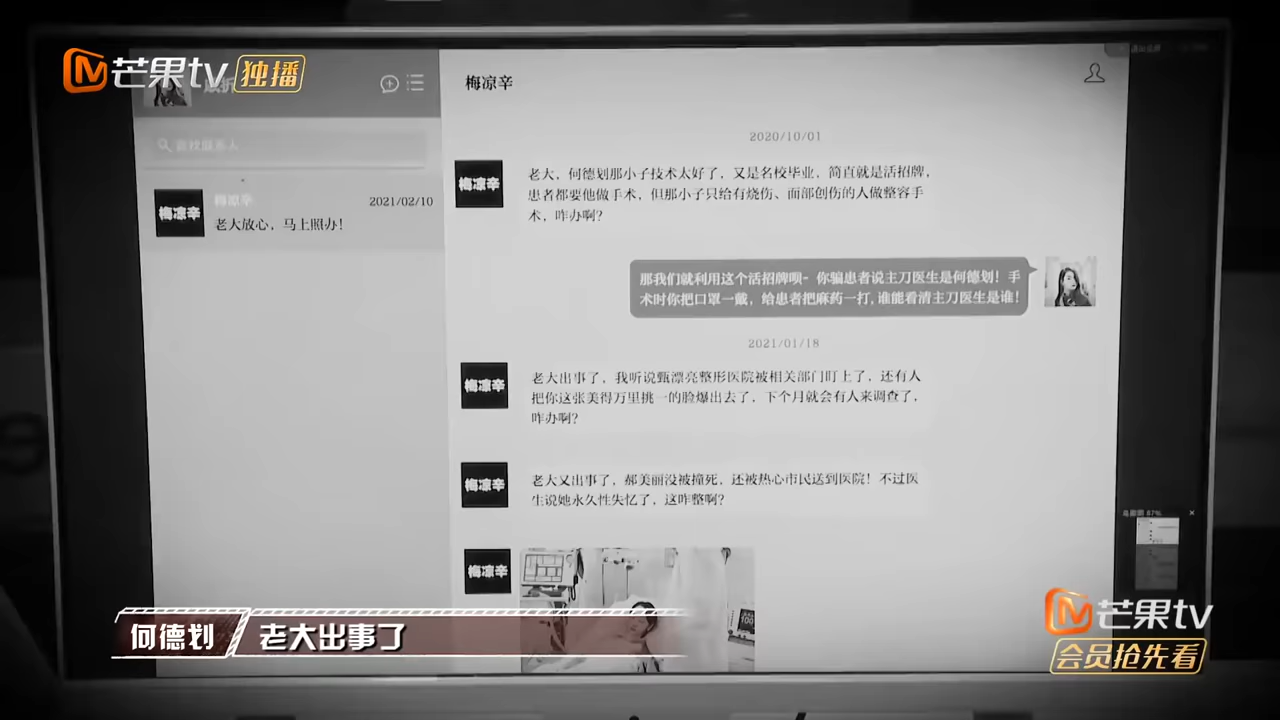 芒果tv 独播
梅凉辛
2020/10/01
梅凉辛
老大，何德划那小子技术太好了，又是名校毕业，简直就是活招牌，
患者都要他做手术，但那小子只给有烧伤、面部创伤的人做整容手
术，咋办啊？
梅凉辛
梅凉辛
2021/02/10
老大放心，马上照办！
那我们就利用这个活招牌呗~ 你骗患者说主刀医生是何德划！手
术时你把口罩一戴，给患者把麻药一打，谁能看清主刀医生是谁！
2021/01/18
梅凉辛
老大出事了，我听说甄漂亮整形医院被相关部门盯上了，还有人
把你这张美得万里挑一的脸爆出去了，下个月就会有人来调查了，
咋办啊？
梅凉辛
老大又出事了，郝美丽没被撞死，还被热心市民送到医院！不过医
生说她永久性失忆了，这咋整啊？
梅凉辛
何德划 老大出事了
芒果tv
会员抢先看